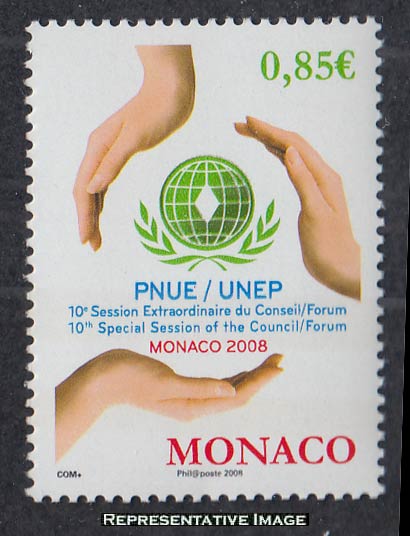 0,85€
PNUE / UNEP
10e Session Extraordinaire du Conseil/Forum
10th Special Session of the Council/Forum
MONACO 2008
MONACO
COM+
Phil@poste 2008
REPRESENTATIVE IMAGE